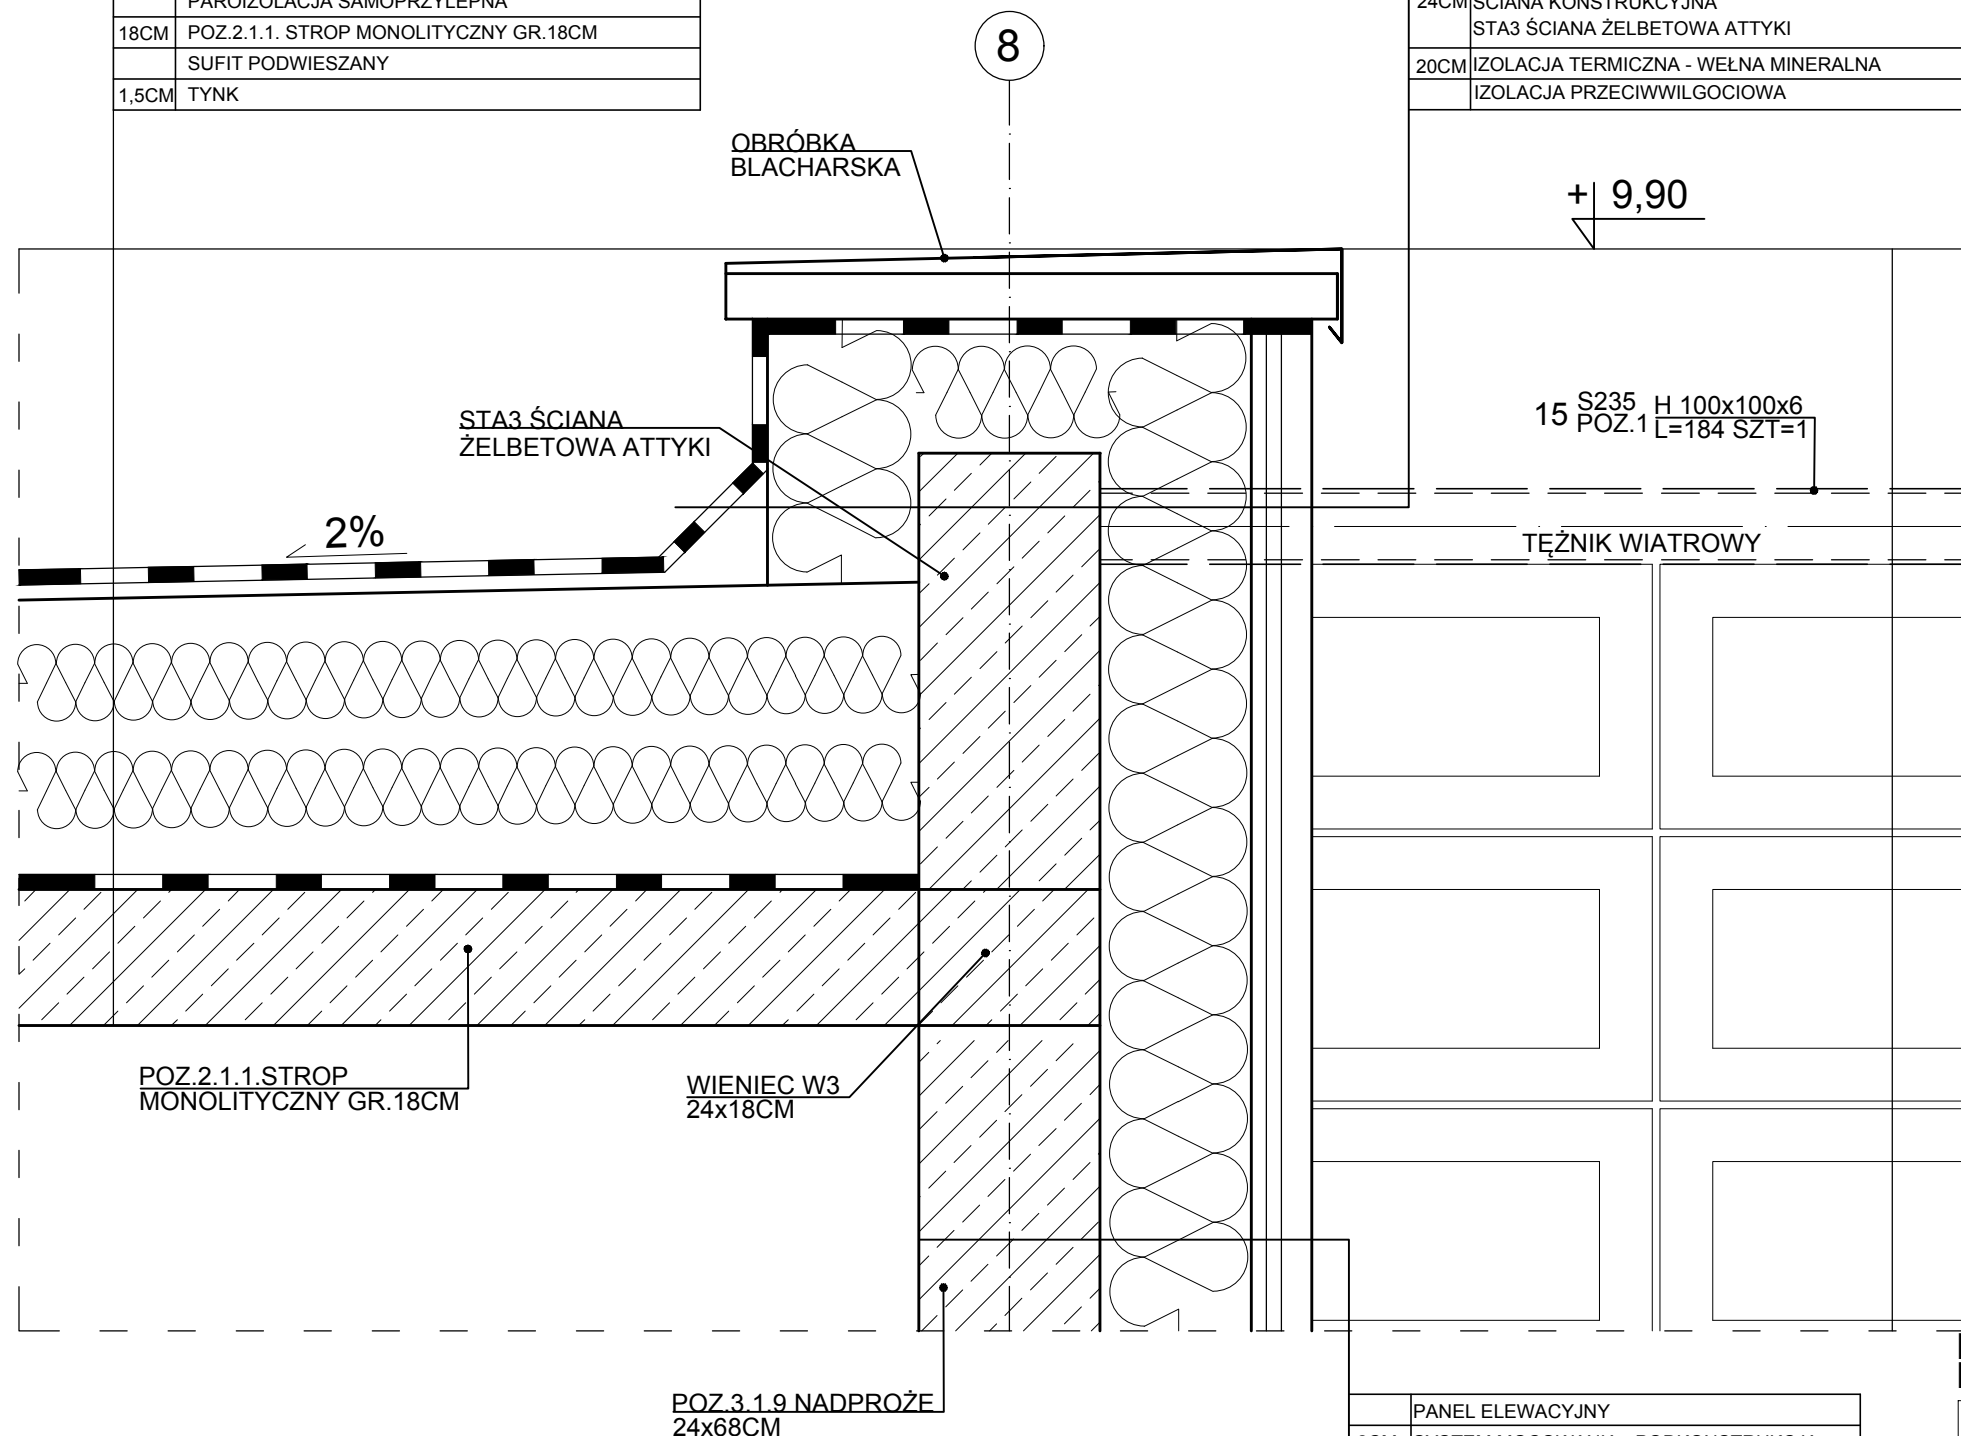 PAROIZOLACJA SAMOPRZYLEPNA
18CM POZ.2.1.1. STROP MONOLITYCZNY GR.18CM
SUFIT PODWIESZANY
1,5CM TYNK
8
24CM ŚCIANA KONSTRUKCYJNA
STA3 ŚCIANA ŻELBETOWA ATTYKI
20CM IZOLACJA TERMICZNA - WEŁNA MINERALNA
IZOLACJA PRZECIWWILGOCIOWA
OBRÓBKA
BLACHARSKA
+ 9,90
STA3 ŚCIANA
ŻELBETOWA ATTYKI
15 S235 H 100x100x6
POZ.1 L=184 SZT=1
2%
TĘŻNIK WIATROWY
POZ.2.1.1.STROP
MONOLITYCZNY GR.18CM
WIENIEC W3
24x18CM
POZ.3.1.9 NADPROŻE
24x68CM
PANEL ELEWACYJNY